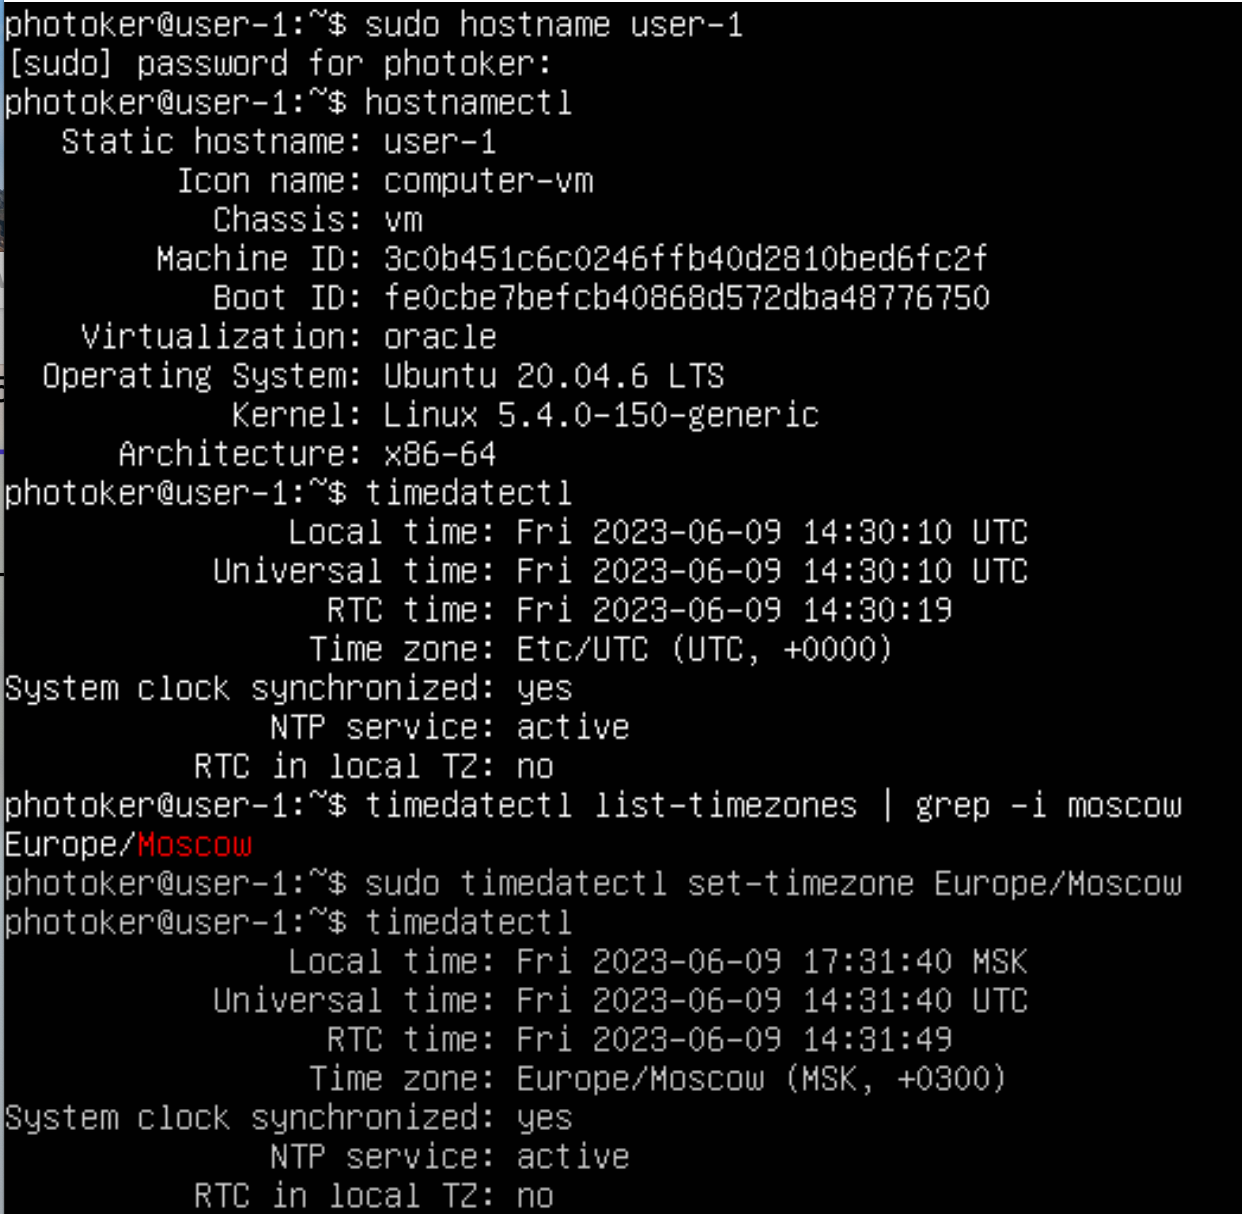 photoker@user-1:~$ sudo hostname user-1
[sudo] password for photoker:
photoker@user-1:~$ hostnamectl
   Static hostname: user-1
         Icon name: computer-vm
           Chassis: vm
        Machine ID: 3c0b451c6c0246ffb40d2810bed6fc2f
           Boot ID: fe0cbe7befcb40868d572dba48776750
    Virtualization: oracle
  Operating System: Ubuntu 20.04.6 LTS
            Kernel: Linux 5.4.0-150-generic
      Architecture: x86-64
photoker@user-1:~$ timedatectl
               Local time: Fri 2023-06-09 14:30:10 UTC
           Universal time: Fri 2023-06-09 14:30:10 UTC
                 RTC time: Fri 2023-06-09 14:30:19
                Time zone: Etc/UTC (UTC, +0000)
System clock synchronized: yes
              NTP service: active
          RTC in local TZ: no
photoker@user-1:~$ timedatectl list-timezones | grep -i moscow
Europe/Moscow
photoker@user-1:~$ sudo timedatectl set-timezone Europe/Moscow
photoker@user-1:~$ timedatectl
               Local time: Fri 2023-06-09 17:31:40 MSK
           Universal time: Fri 2023-06-09 14:31:40 UTC
                 RTC time: Fri 2023-06-09 14:31:49
                Time zone: Europe/Moscow (MSK, +0300)
System clock synchronized: yes
              NTP service: active
          RTC in local TZ: no